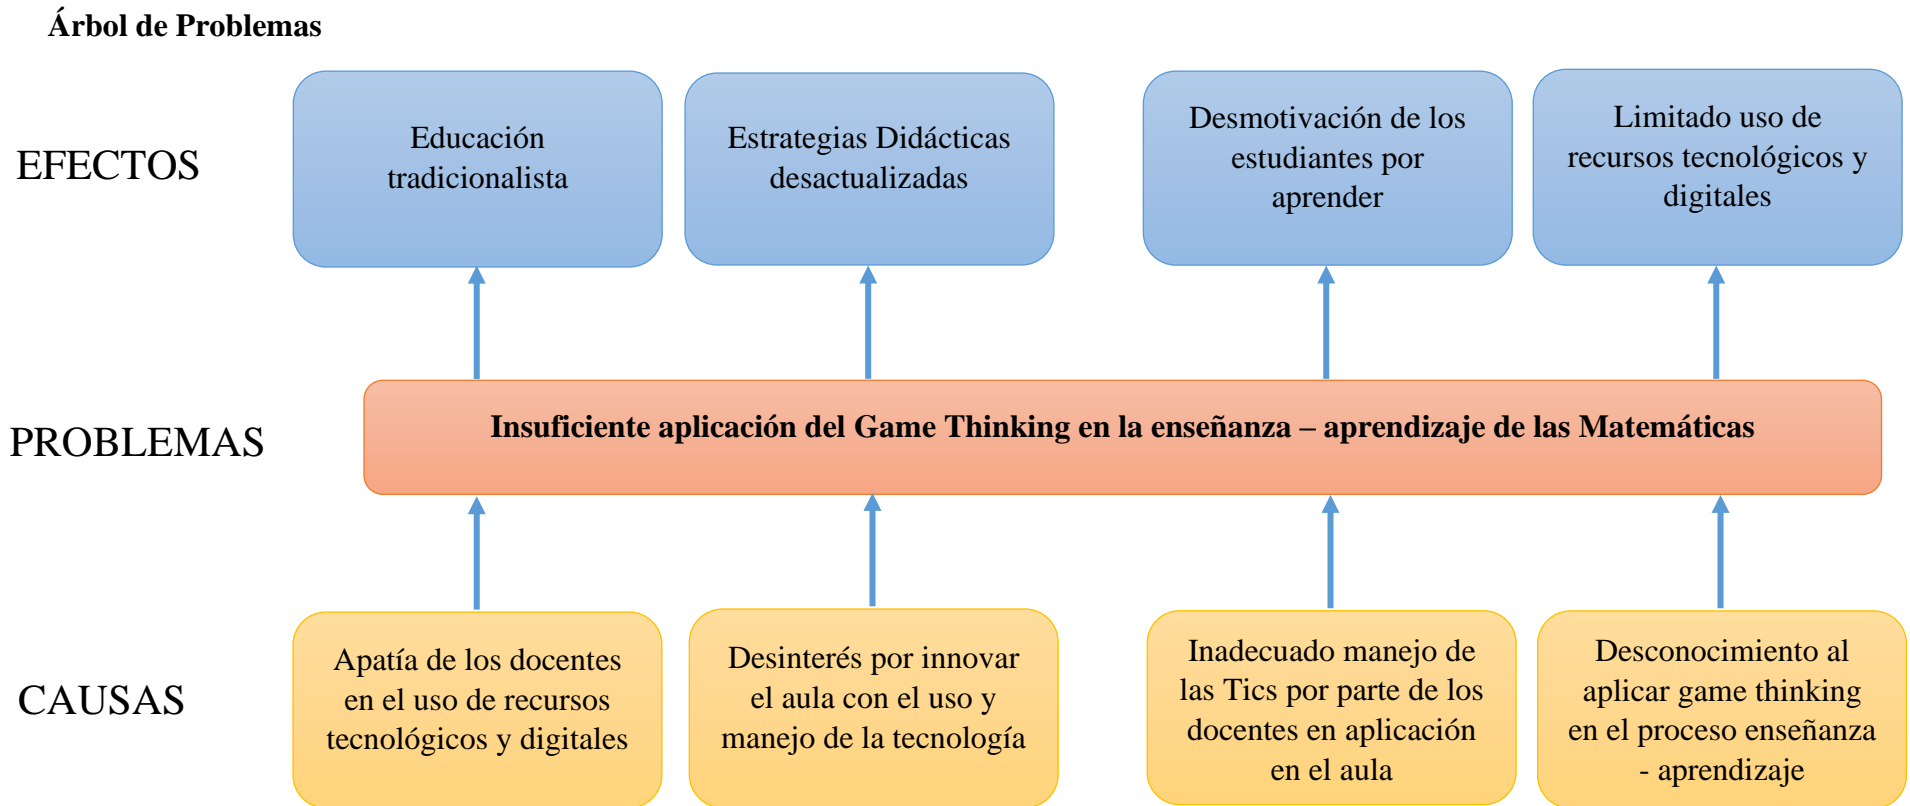 Árbol de Problemas
EFECTOS
Educación
tradicionalista
Estrategias Didácticas
desactualizadas
Desmotivación de los
estudiantes por
aprender
Limitado uso de
recursos tecnológicos y
digitales
PROBLEMAS
Insuficiente aplicación del Game Thinking en la enseñanza – aprendizaje de las Matemáticas
CAUSAS
Apatía de los docentes
en el uso de recursos
tecnológicos y digitales
Desinterés por innovar
el aula con el uso y
manejo de la tecnología
Inadecuado manejo de
las Tics por parte de los
docentes en aplicación
en el aula
Desconocimiento al
aplicar game thinking
en el proceso enseñanza
- aprendizaje